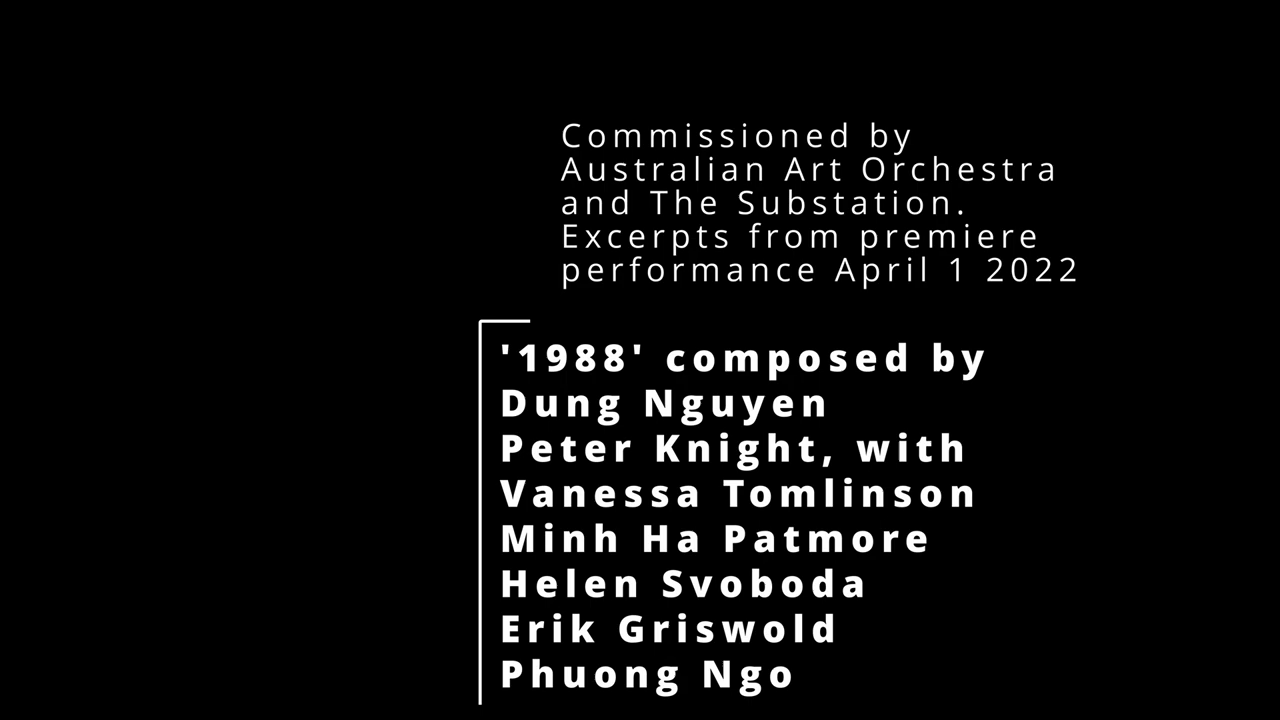 Commissioned by
Australian Art Orchestra
and The Substation.
Excerpts from premiere
performance April 1 2022
'1988' composed by
Dung Nguyen
Peter Knight, with
Vanessa Tomlinson
Minh Ha Patmore
Helen Svoboda
Erik Griswold
Phuong Ngo